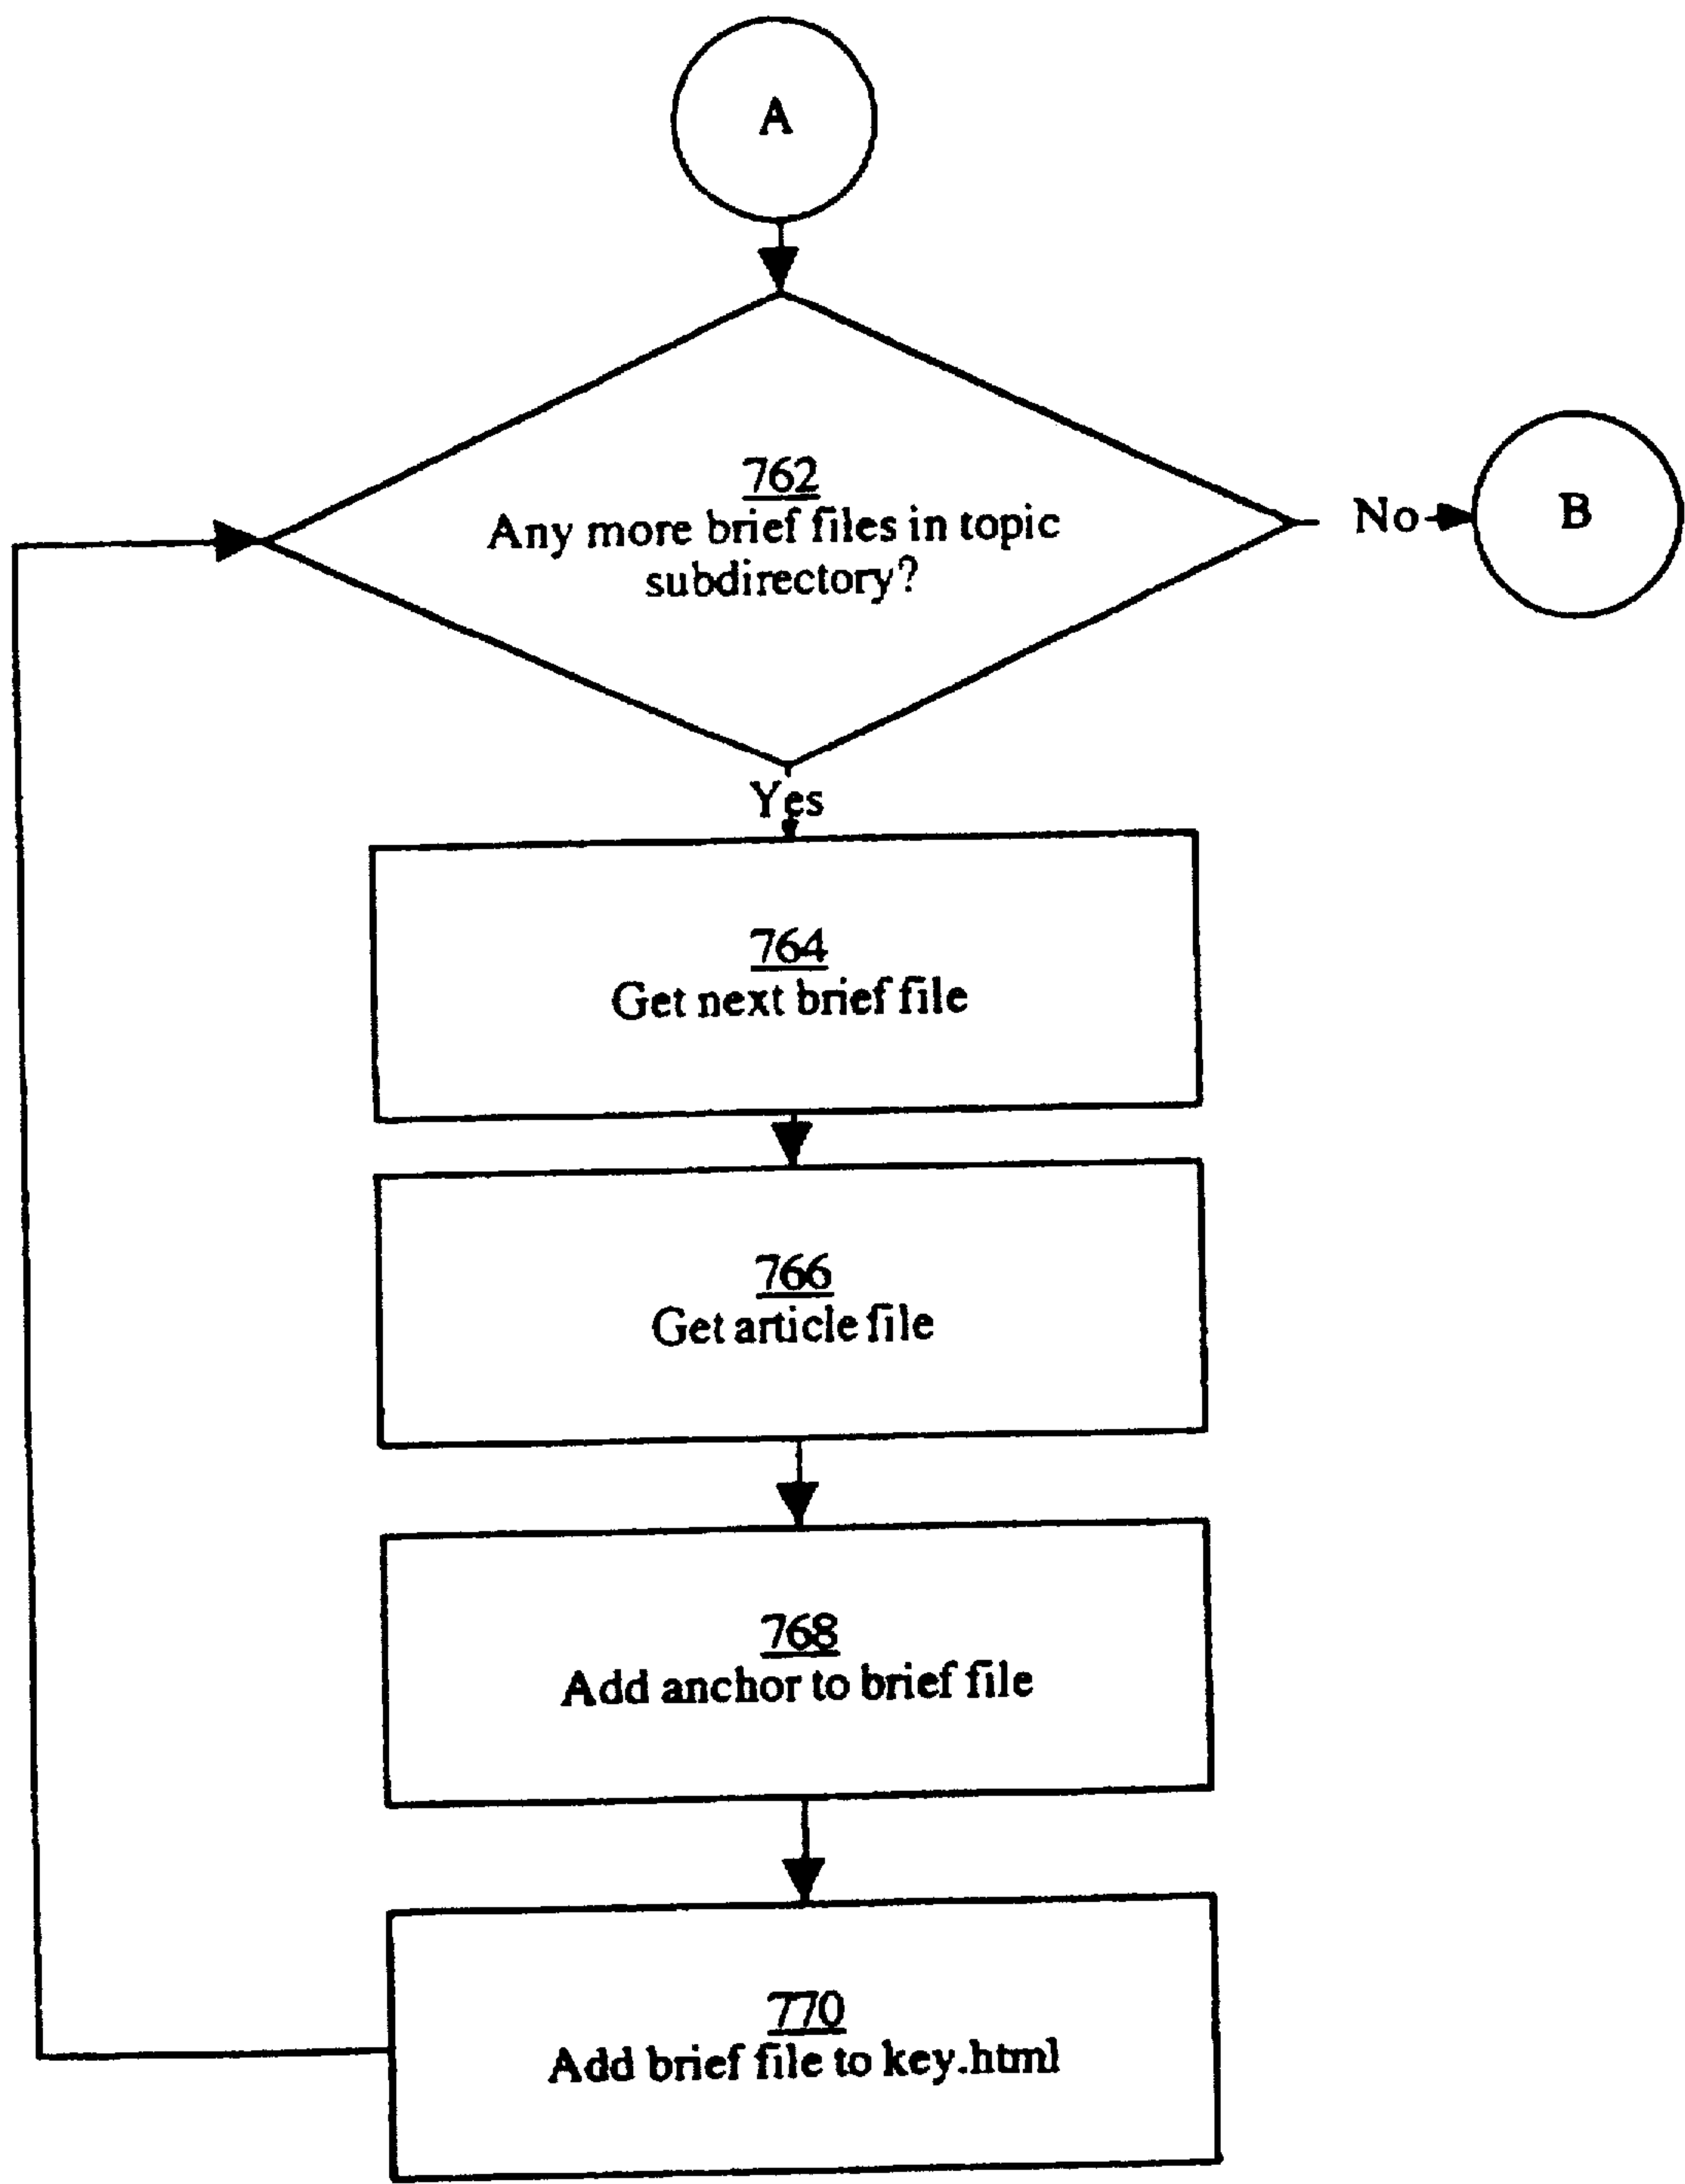 A
762
Any more brief files in topic
subdirectory?
No
B
Yes
764
Get next brief file
766
Get article file
768
Add anchor to brief file
770
Add brief file to key.html